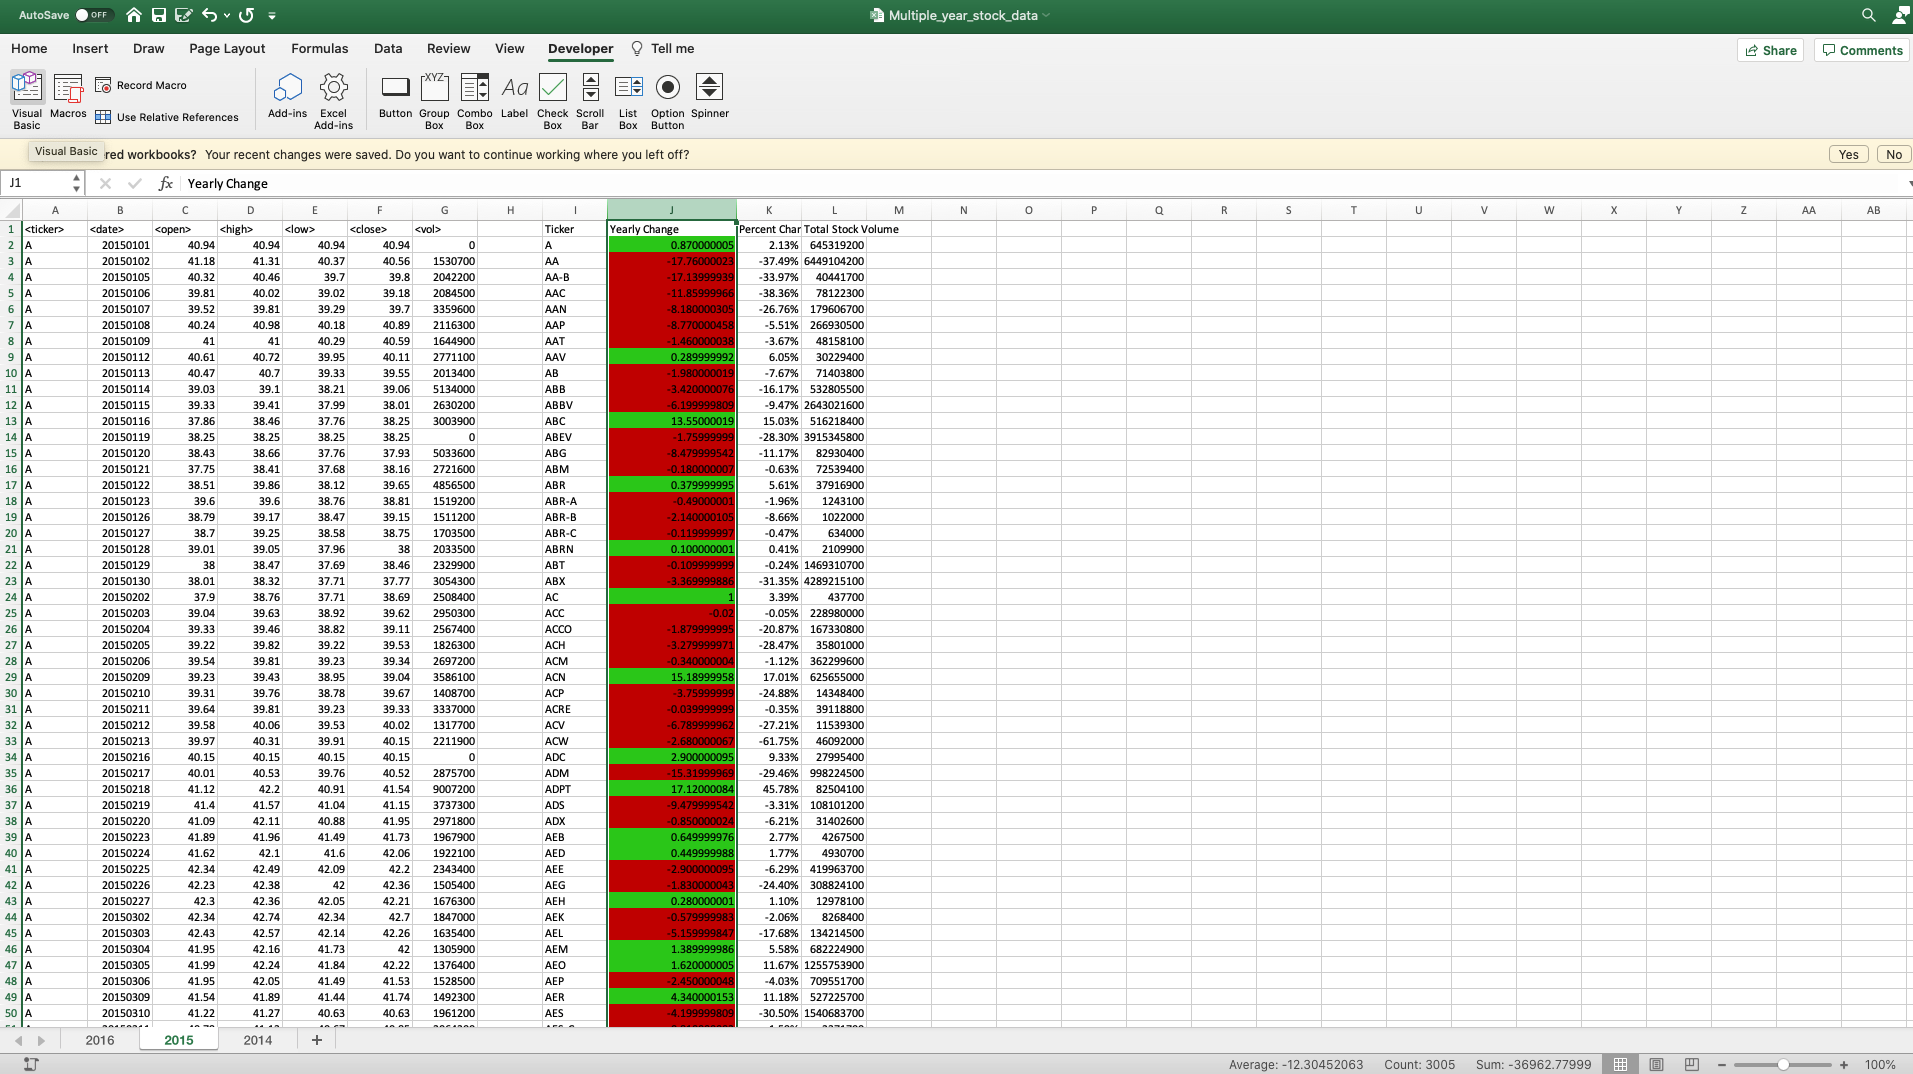 AutoSave OFF Multiple_year_stock_data
Home Insert Draw Page Layout Formulas Data Review View Developer Tell me Share Comments
Visual Basic Macros Record Macro Use Relative References Add-ins Excel Add-ins Button Group Box Combo Box Label Check Box Scroll Bar List Box Option Button Spinner
Visual Basic red workbooks? Your recent changes were saved. Do you want to continue working where you left off? Yes No
J1 fx Yearly Change
A B C D E F G H I J K L M N O P Q R S T U V W X Y Z AA AB
1 <ticker> <date> <open> <high> <low> <close> <vol> Ticker Yearly Change Percent Char Total Stock Volume
2 A 20150101 40.94 40.94 40.94 40.94 0 A 0.870000005 2.13% 645319200
3 A 20150102 41.18 41.31 40.37 40.56 1530700 AA -17.76000023 -37.49% 6449104200
4 A 20150105 40.32 40.46 39.7 39.8 2042200 AA-B -17.13999939 -33.97% 40441700
5 A 20150106 39.81 40.02 39.02 39.18 2084500 AAC -11.85999966 -38.36% 78122300
6 A 20150107 39.52 39.81 39.29 39.7 3359600 AAN -8.180000305 -26.76% 179606700
7 A 20150108 40.24 40.98 40.18 40.89 2116300 AAP -8.770000458 -5.51% 266930500
8 A 20150109 41 41 40.29 40.59 1644900 AAT -1.460000038 -3.67% 48158100
9 A 20150112 40.61 40.72 39.95 40.11 2771100 AAV 0.289999992 6.05% 30229400
10 A 20150113 40.47 40.7 39.33 39.55 2013400 AB -1.980000019 -7.67% 71403800
11 A 20150114 39.03 39.1 38.21 39.06 5134000 ABB -3.420000076 -16.17% 532805500
12 A 20150115 39.33 39.41 37.99 38.01 2630200 ABBV -6.199999809 -9.47% 2643021600
13 A 20150116 37.86 38.46 37.76 38.25 3003900 ABC 13.55000019 15.03% 516218400
14 A 20150119 38.25 38.25 38.25 38.25 0 ABEV -1.75999999 -28.30% 3915345800
15 A 20150120 38.43 38.66 37.76 37.93 5033600 ABG -8.479999542 -11.17% 82930400
16 A 20150121 37.75 38.41 37.68 38.16 2721600 ABM -0.180000007 -0.63% 72539400
17 A 20150122 38.51 39.86 38.12 39.65 4856500 ABR 0.379999995 5.61% 37916900
18 A 20150123 39.6 39.6 38.76 38.81 1519200 ABR-A -0.49000001 -1.96% 1243100
19 A 20150126 38.79 39.17 38.47 39.15 1511200 ABR-B -2.140000105 -8.66% 1022000
20 A 20150127 38.7 39.25 38.58 38.75 1703500 ABR-C -0.119999997 -0.47% 634000
21 A 20150128 39.01 39.05 37.96 38 2033500 ABRN 0.100000001 0.41% 2109900
22 A 20150129 38 38.47 37.69 38.46 2329900 ABT -0.109999999 -0.24% 1469310700
23 A 20150130 38.01 38.32 37.71 37.77 3054300 ABX -3.369999886 -31.35% 4289215100
24 A 20150202 37.9 38.76 37.71 38.69 2508400 AC 1 3.39% 437700
25 A 20150203 39.04 39.63 38.92 39.62 2950300 ACC -0.02 -0.05% 228980000
26 A 20150204 39.33 39.46 38.82 39.11 2567400 ACCO -1.879999995 -20.87% 167330800
27 A 20150205 39.22 39.82 39.22 39.53 1826300 ACH -3.279999971 -28.47% 35801000
28 A 20150206 39.54 39.81 39.23 39.34 2697200 ACM -0.340000004 -1.12% 362299600
29 A 20150209 39.23 39.43 38.95 39.04 3586100 ACN 15.18999958 17.01% 625655000
30 A 20150210 39.31 39.76 38.78 39.67 1408700 ACP -3.75999999 -24.88% 14348400
31 A 20150211 39.64 39.81 39.23 39.33 3337000 ACRE -0.039999999 -0.35% 39118800
32 A 20150212 39.58 40.06 39.53 40.02 1317700 ACV -6.789999962 -27.21% 11539300
33 A 20150213 39.97 40.31 39.91 40.15 2211900 ACW -2.680000067 -61.75% 46092000
34 A 20150216 40.15 40.15 40.15 40.15 0 ADC 2.900000095 9.33% 27995400
35 A 20150217 40.01 40.53 39.76 40.52 2875700 ADM -15.31999969 -29.46% 998224500
36 A 20150218 41.12 42.2 40.91 41.54 9007200 ADPT 17.12000084 45.78% 82504100
37 A 20150219 41.4 41.57 41.04 41.15 3737300 ADS -9.479999542 -3.31% 108101200
38 A 20150220 41.09 42.11 40.88 41.95 2971800 ADX -0.850000024 -6.21% 31402600
39 A 20150223 41.89 41.96 41.49 41.73 1967900 AEB 0.649999976 2.77% 4267500
40 A 20150224 41.62 42.1 41.6 42.06 1922100 AED 0.449999988 1.77% 4930700
41 A 20150225 42.34 42.49 42.09 42.2 2343400 AEE -2.900000095 -6.29% 419963700
42 A 20150226 42.23 42.38 42 42.36 1505400 AEG -1.830000043 -24.40% 308824100
43 A 20150227 42.3 42.36 42.05 42.21 1676300 AEH 0.280000001 1.10% 12978100
44 A 20150302 42.34 42.74 42.34 42.7 1847000 AEK -0.579999983 -2.06% 8268400
45 A 20150303 42.43 42.57 42.14 42.26 1635400 AEL -5.159999847 -17.68% 134214500
46 A 20150304 41.95 42.16 41.73 42 1305900 AEM 1.389999986 5.58% 682224900
47 A 20150305 41.99 42.24 41.84 42.22 1376400 AEO 1.620000005 11.67% 1255753900
48 A 20150306 41.95 42.05 41.49 41.53 1528500 AEP -2.450000048 -4.03% 709551700
49 A 20150309 41.54 41.89 41.44 41.74 1492300 AER 4.340000153 11.18% 527225700
50 A 20150310 41.22 41.27 40.63 40.63 1961200 AES -4.199999809 -30.50% 1540683700
2016 2015 2014 +
Average: -12.30452063 Count: 3005 Sum: -36962.77999 100%